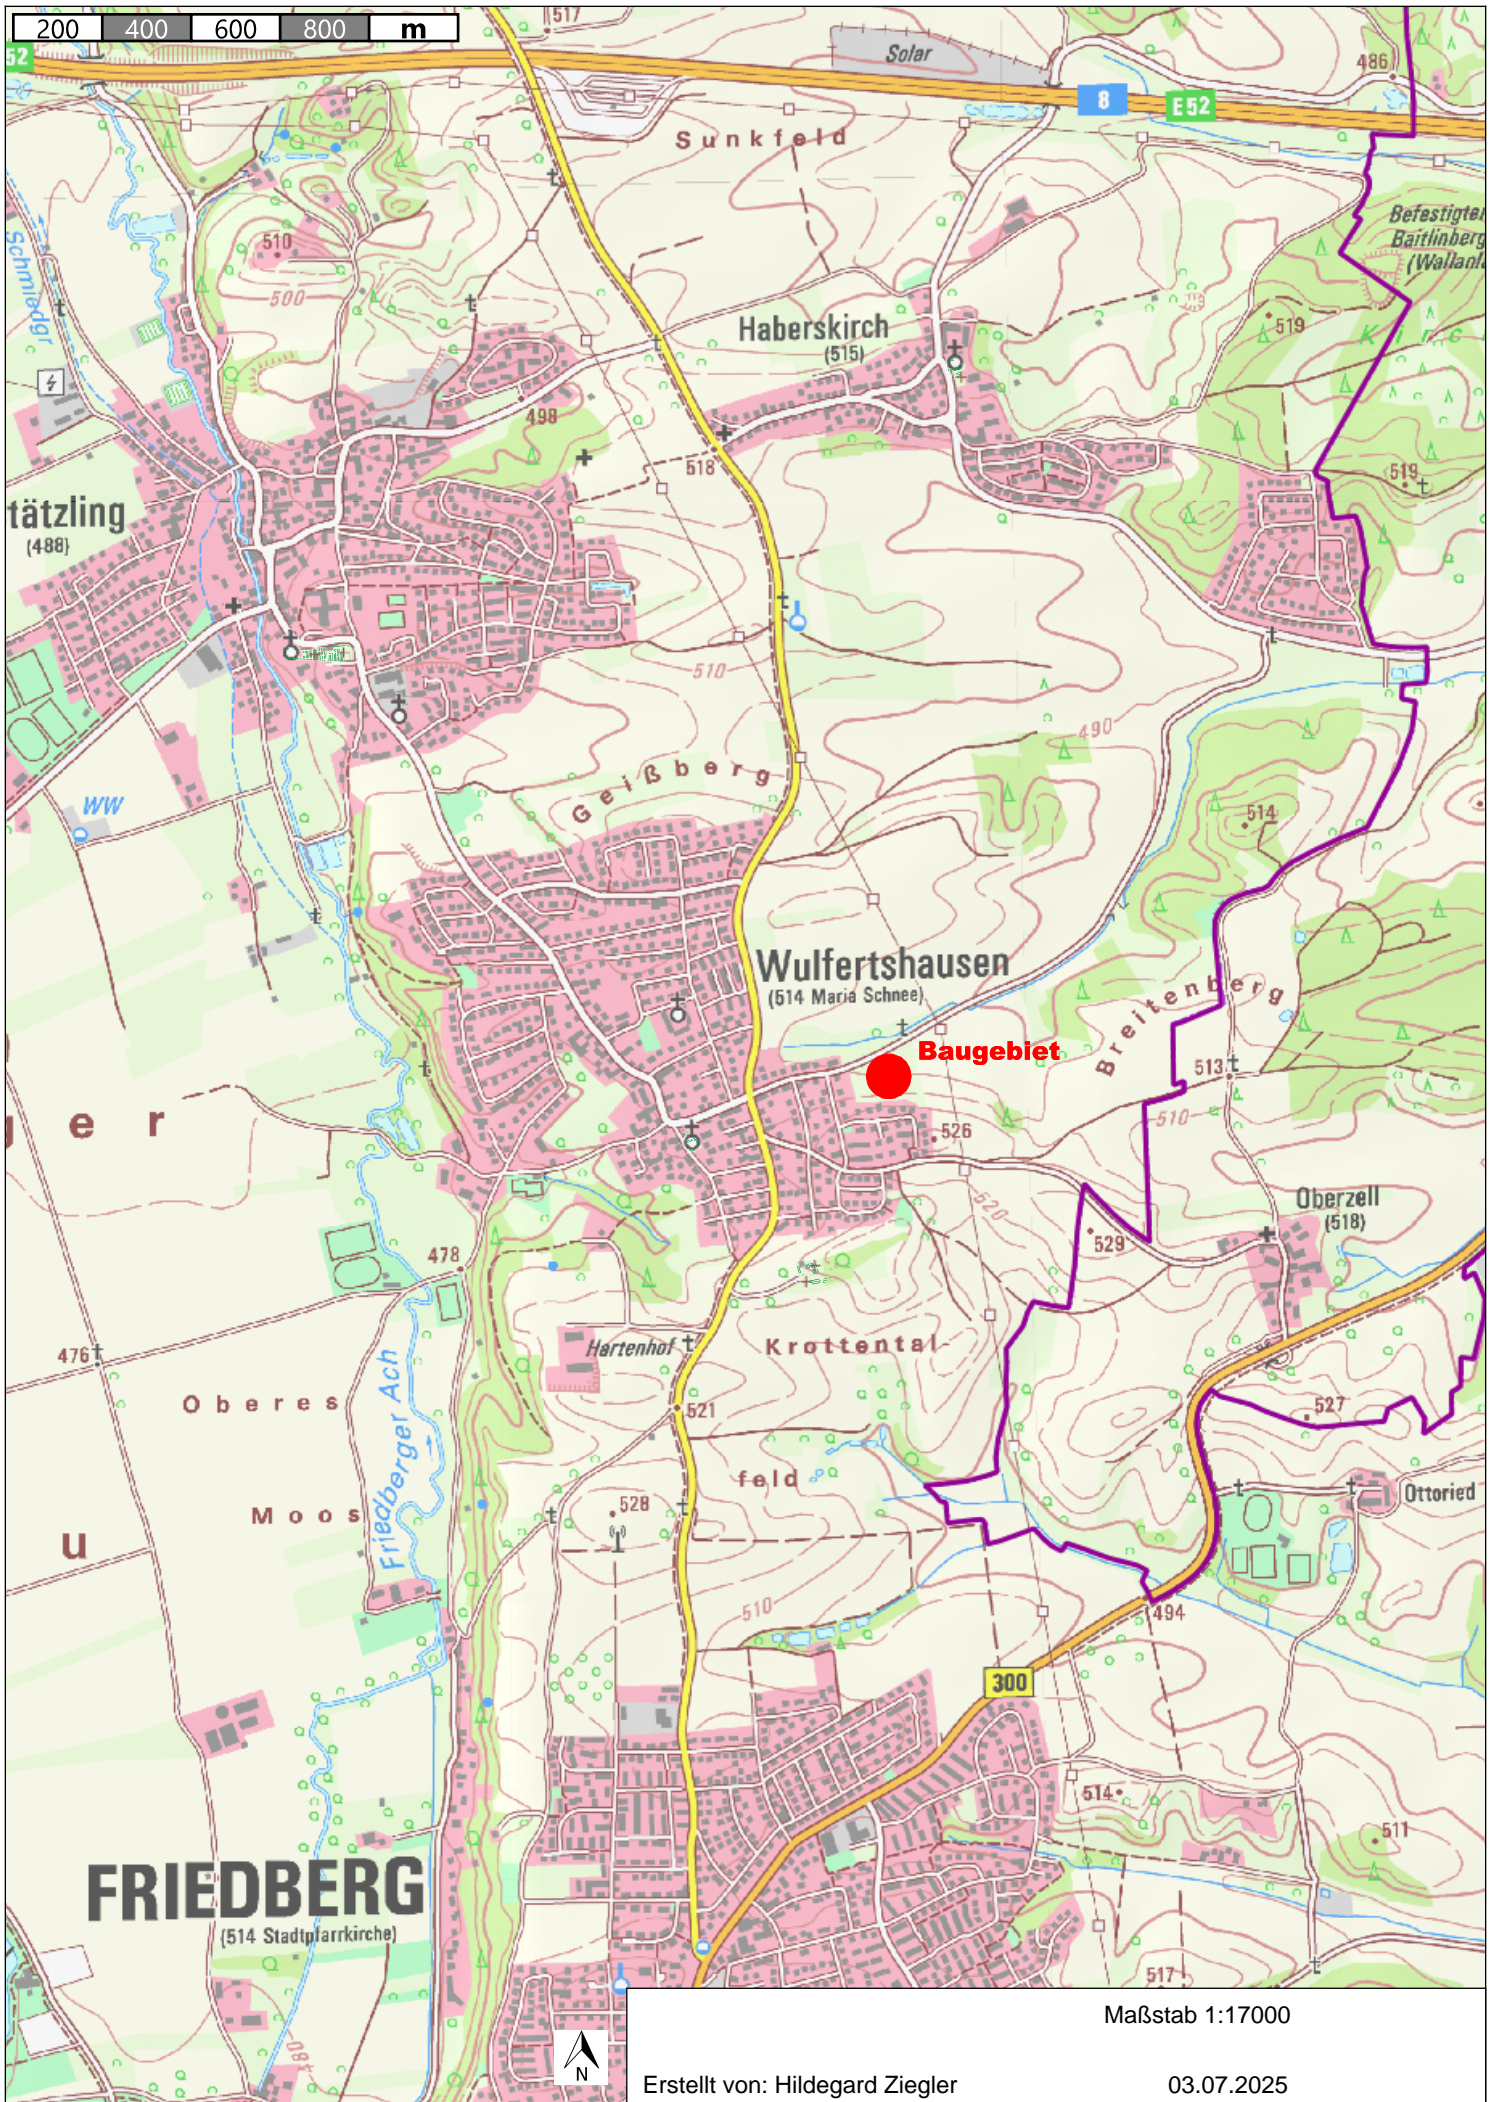 200 400 600 800 m
517
52
Solar
486
8
E52
Sunkfeld
Befestigter
Baitlinberg
(Wallanla
Schmiedgr
510
500
519
Haberskirch
(515)
498
518
519
tätzling
(488)
510
490
Geißberg
WW
514
Wulfertshausen
(514 Maria Schnee)
Breitenberg
Baugebiet
513
510
e r
526
520
Oberzell
(518)
529
478
Hartenhof
Krottental-
476
Oberes
Friedberger Ach
521
527
feld
Moos
528
Ottoried
u
510
494
300
514
511
FRIEDBERG
(514 Stadtpfarrkirche)
517
480
Maßstab 1:17000
N
Erstellt von: Hildegard Ziegler
03.07.2025